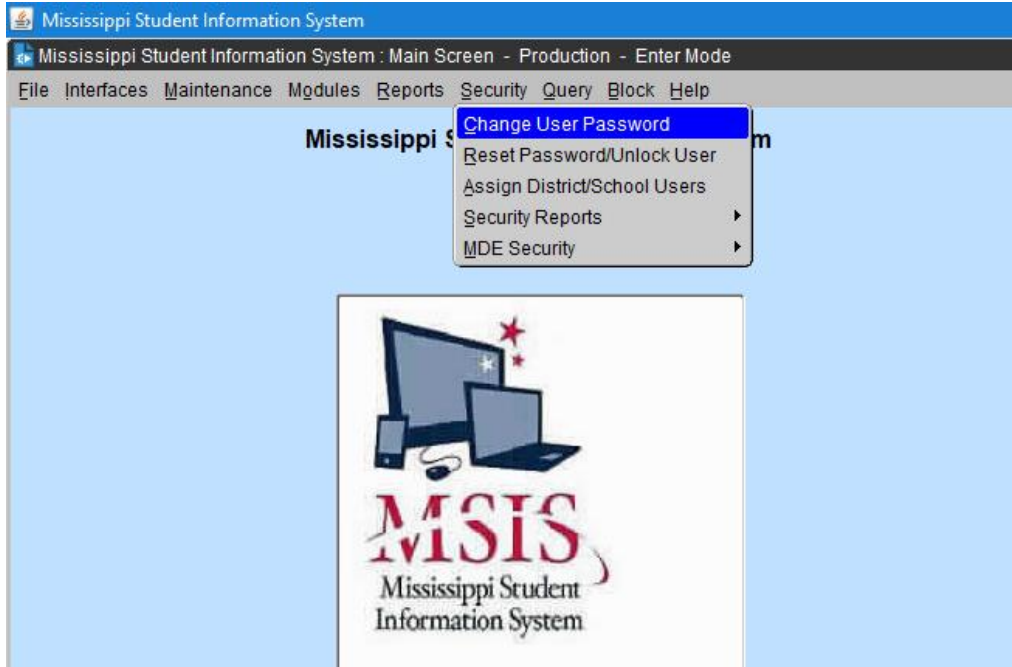 Mississippi Student Information System
Mississippi Student Information System : Main Screen - Production - Enter Mode
File Interfaces Maintenance Modules Reports Security Query Block Help
Mississippi S m
Change User Password
Reset Password/Unlock User
Assign District/School Users
Security Reports
MDE Security
MSIS
Mississippi Student
Information System